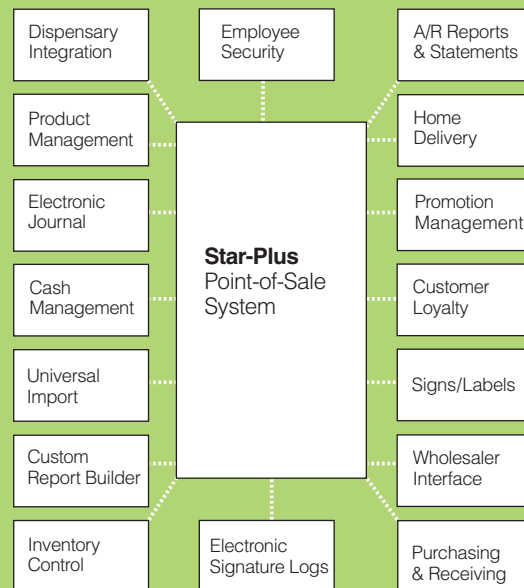 Dispensary
Integration
Employee
Security
A/R Reports
& Statements
Product
Management
Home
Delivery
Electronic
Journal
Promotion
Management
Star-Plus
Point-of-Sale
System
Cash
Management
Customer
Loyalty
Universal
Import
Signs/Labels
Custom
Report Builder
Wholesaler
Interface
Inventory
Control
Electronic
Signature Logs
Purchasing
& Receiving